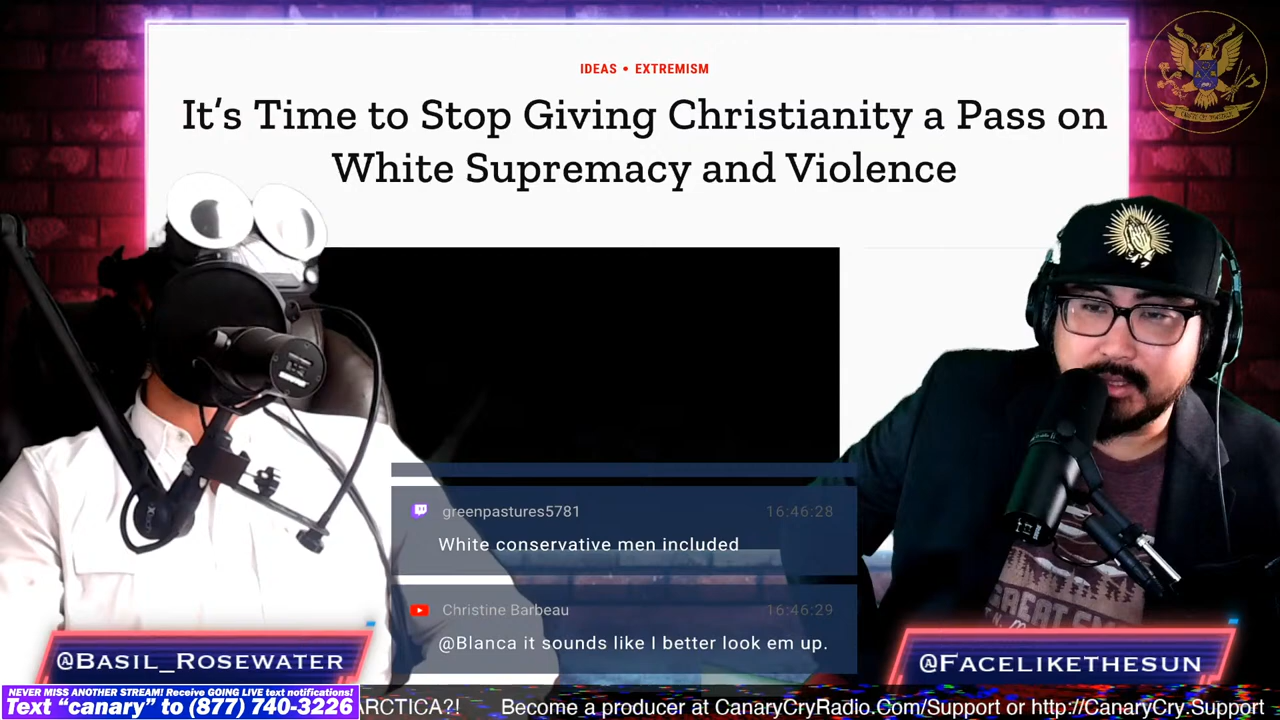 IDEAS • EXTREMISM
It’s Time to Stop Giving Christianity a Pass on
White Supremacy and Violence
greenpastures5781 16:46:28
White conservative men included
Christine Barbeau 16:46:29
@Blanca it sounds like I better look em up.
@BASIL_ROSEWATER
@FACELIKETHESUN
NEVER MISS ANOTHER STREAM! Receive GOING LIVE text notifications!
Text “canary” to (877) 740-3226
ARCTICA?! Become a producer at CanaryCryRadio.Com/Support or http://CanaryCry.Support